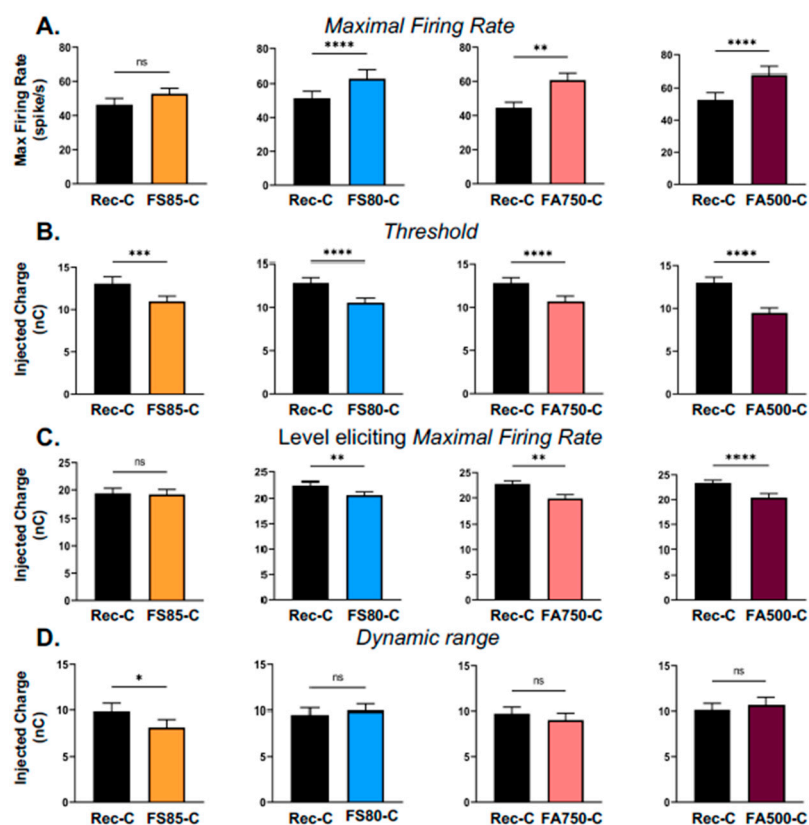 A. Maximal Firing Rate
Max Firing Rate
(spike/s)
80
60
40
20
0
ns
Rec-C FS85-C
80
60
40
20
0
****
Rec-C FS80-C
80
60
40
20
0
**
Rec-C FA750-C
80
60
40
20
0
****
Rec-C FA500-C
B. Threshold
Injected Charge
(nC)
15
10
5
0
***
Rec-C FS85-C
15
10
5
0
****
Rec-C FS80-C
15
10
5
0
****
Rec-C FA750-C
15
10
5
0
****
Rec-C FA500-C
C. Level eliciting Maximal Firing Rate
Injected Charge
(nC)
25
20
15
10
5
0
ns
Rec-C FS85-C
25
20
15
10
5
0
**
Rec-C FS80-C
25
20
15
10
5
0
**
Rec-C FA750-C
25
20
15
10
5
0
****
Rec-C FA500-C
D. Dynamic range
Injected Charge
(nC)
15
10
5
0
*
Rec-C FS85-C
15
10
5
0
ns
Rec-C FS80-C
15
10
5
0
ns
Rec-C FA750-C
15
10
5
0
ns
Rec-C FA500-C